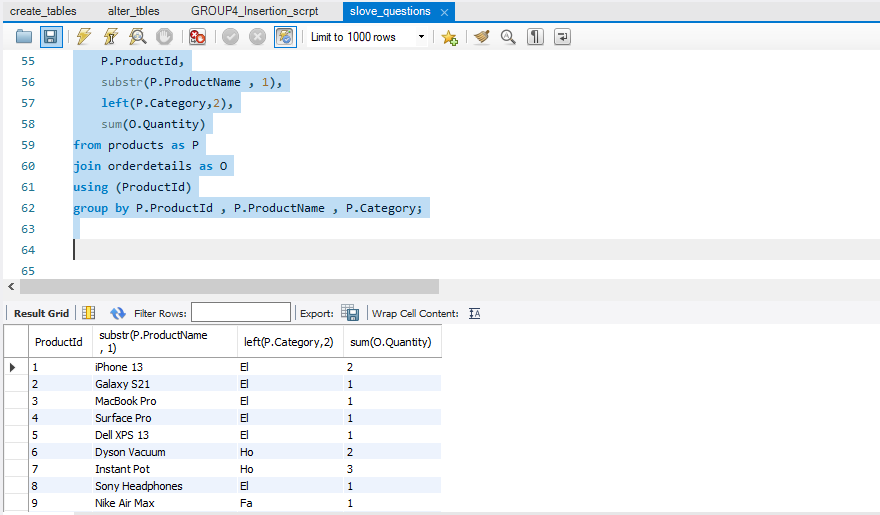 create_tables alter_tbles GROUP4_Insertion_scrpt slove_questions ×
Limit to 1000 rows
55 P.ProductId,
56 substr(P.ProductName , 1),
57 left(P.Category,2),
58 sum(O.Quantity)
59 from products as P
60 join orderdetails as O
61 using (ProductId)
62 group by P.ProductId , P.ProductName , P.Category;
63
64
65
Result Grid Filter Rows: Export: Wrap Cell Content:
ProductId substr(P.ProductName , 1) left(P.Category,2) sum(O.Quantity)
1 iPhone 13 El 2
2 Galaxy S21 El 1
3 MacBook Pro El 1
4 Surface Pro El 1
5 Dell XPS 13 El 1
6 Dyson Vacuum Ho 2
7 Instant Pot Ho 3
8 Sony Headphones El 1
9 Nike Air Max Fa 1